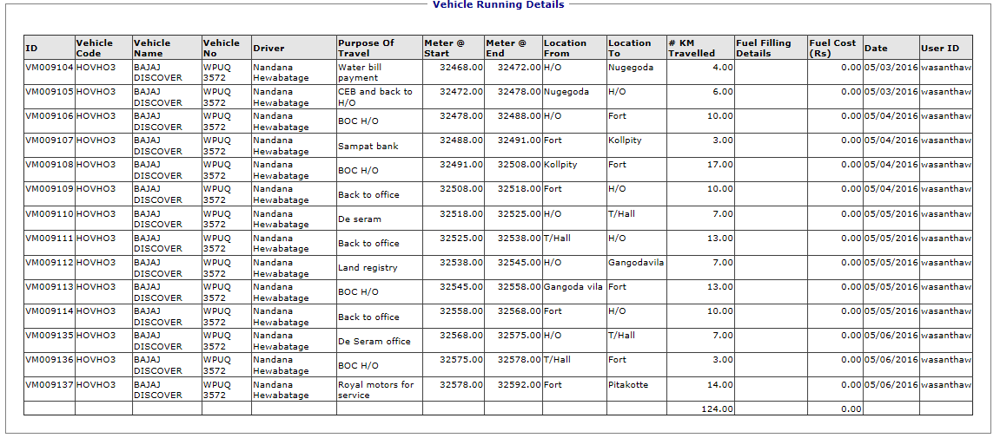 Vehicle Running Details
ID Vehicle Code Vehicle Name Vehicle No Driver Purpose Of Travel Meter @ Start Meter @ End Location From Location To # KM Travelled Fuel Filling Details Fuel Cost (Rs) Date User ID
VM009104 HOVHO3 BAJAJ DISCOVER WPUQ 3572 Nandana Hewabatage Water bill payment 32468.00 32472.00 H/O Nugegoda 4.00 0.00 05/03/2016 wasanthaw
VM009105 HOVHO3 BAJAJ DISCOVER WPUQ 3572 Nandana Hewabatage CEB and back to H/O 32472.00 32478.00 Nugegoda H/O 6.00 0.00 05/03/2016 wasanthaw
VM009106 HOVHO3 BAJAJ DISCOVER WPUQ 3572 Nandana Hewabatage BOC H/O 32478.00 32488.00 H/O Fort 10.00 0.00 05/04/2016 wasanthaw
VM009107 HOVHO3 BAJAJ DISCOVER WPUQ 3572 Nandana Hewabatage Sampat bank 32488.00 32491.00 Fort Kollpity 3.00 0.00 05/04/2016 wasanthaw
VM009108 HOVHO3 BAJAJ DISCOVER WPUQ 3572 Nandana Hewabatage BOC H/O 32491.00 32508.00 Kollpity Fort 17.00 0.00 05/04/2016 wasanthaw
VM009109 HOVHO3 BAJAJ DISCOVER WPUQ 3572 Nandana Hewabatage Back to office 32508.00 32518.00 Fort H/O 10.00 0.00 05/04/2016 wasanthaw
VM009110 HOVHO3 BAJAJ DISCOVER WPUQ 3572 Nandana Hewabatage De seram 32518.00 32525.00 H/O T/Hall 7.00 0.00 05/05/2016 wasanthaw
VM009111 HOVHO3 BAJAJ DISCOVER WPUQ 3572 Nandana Hewabatage Back to office 32525.00 32538.00 T/Hall H/O 13.00 0.00 05/05/2016 wasanthaw
VM009112 HOVHO3 BAJAJ DISCOVER WPUQ 3572 Nandana Hewabatage Land registry 32538.00 32545.00 H/O Gangodavila 7.00 0.00 05/05/2016 wasanthaw
VM009113 HOVHO3 BAJAJ DISCOVER WPUQ 3572 Nandana Hewabatage BOC H/O 32545.00 32558.00 Gangoda vila Fort 13.00 0.00 05/05/2016 wasanthaw
VM009114 HOVHO3 BAJAJ DISCOVER WPUQ 3572 Nandana Hewabatage Back to office 32558.00 32568.00 Fort H/O 10.00 0.00 05/05/2016 wasanthaw
VM009135 HOVHO3 BAJAJ DISCOVER WPUQ 3572 Nandana Hewabatage De Seram office 32568.00 32575.00 H/O T/Hall 7.00 0.00 05/06/2016 wasanthaw
VM009136 HOVHO3 BAJAJ DISCOVER WPUQ 3572 Nandana Hewabatage BOC H/O 32575.00 32578.00 T/Hall Fort 3.00 0.00 05/06/2016 wasanthaw
VM009137 HOVHO3 BAJAJ DISCOVER WPUQ 3572 Nandana Hewabatage Royal motors for service 32578.00 32592.00 Fort Pitakotte 14.00 0.00 05/06/2016 wasanthaw
124.00 0.00